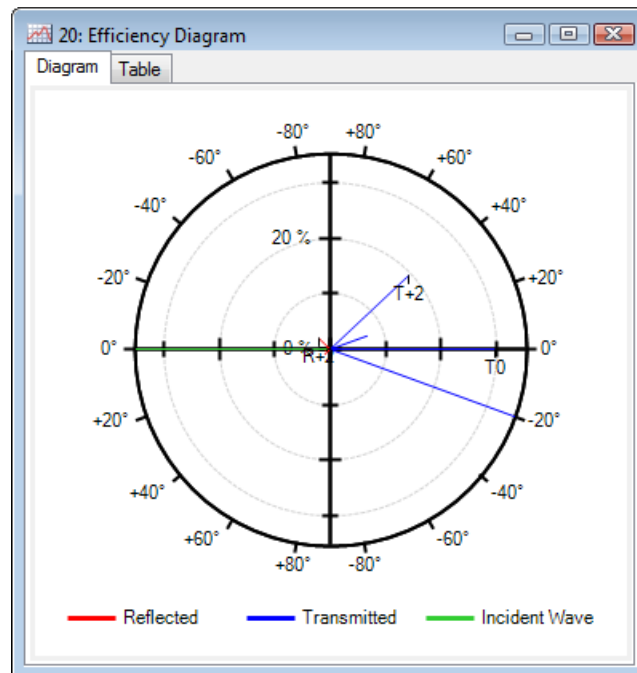 20: Efficiency Diagram
Diagram Table
-80° +80°
-60° +60°
-40° +40°
20 %
-20° +20°
T+2
0° 0 % 0°
R+2
T0
+20° -20°
+40° -40°
+60° -60°
+80° -80°
Reflected Transmitted Incident Wave